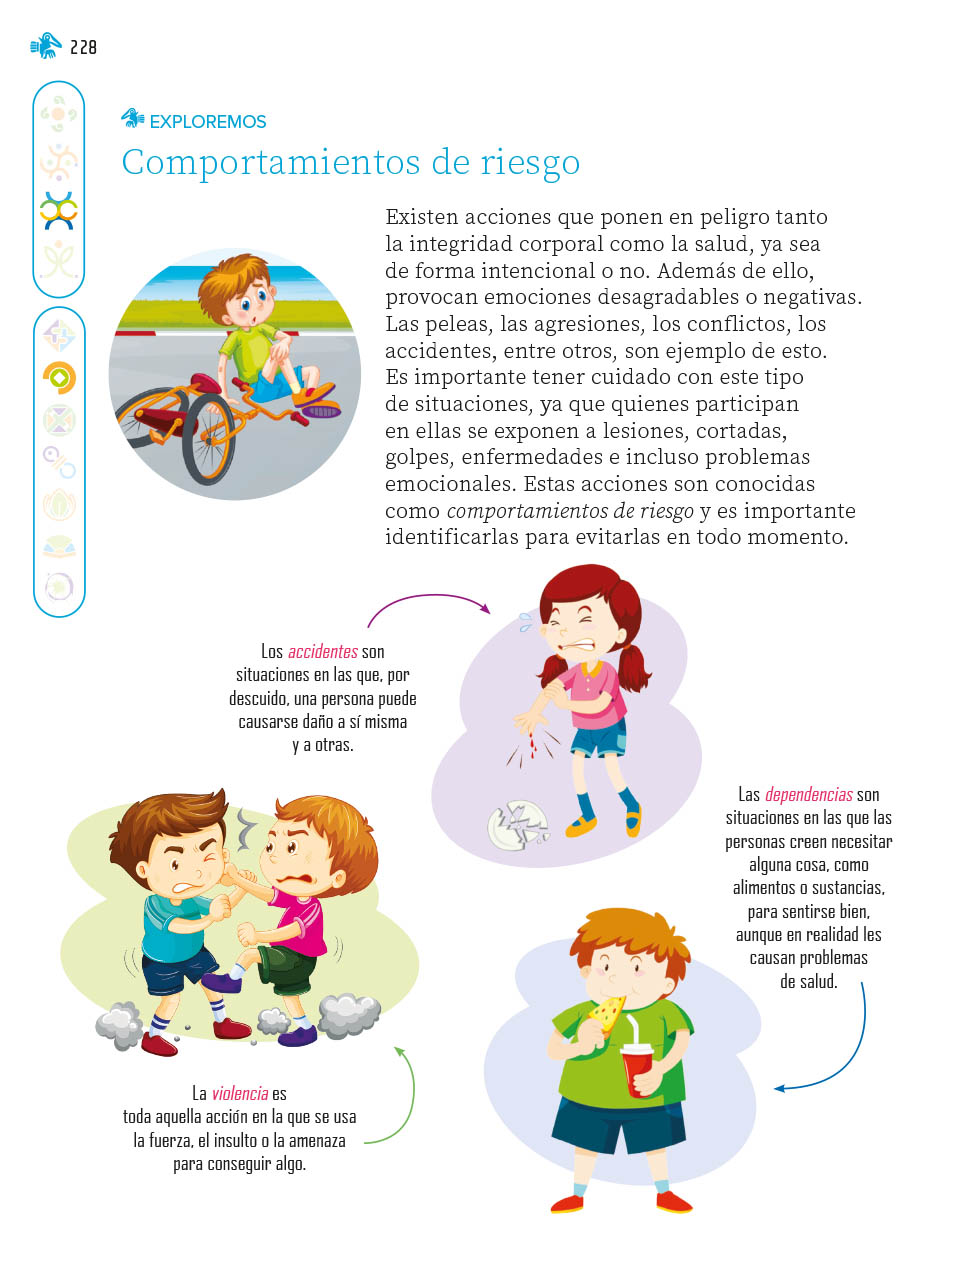 228
EXPLOREMOS
Comportamientos de riesgo
Existen acciones que ponen en peligro tanto
la integridad corporal como la salud, ya sea
de forma intencional o no. Además de ello,
provocan emociones desagradables o negativas.
Las peleas, las agresiones, los conflictos, los
accidentes, entre otros, son ejemplo de esto.
Es importante tener cuidado con este tipo
de situaciones, ya que quienes participan
en ellas se exponen a lesiones, cortadas,
golpes, enfermedades e incluso problemas
emocionales. Estas acciones son conocidas
como comportamientos de riesgo y es importante
identificarlas para evitarlas en todo momento.
Los accidentes son
situaciones en las que, por
descuido, una persona puede
causarse daño a sí misma
y a otras.
Las dependencias son
situaciones en las que las
personas creen necesitar
alguna cosa, como
alimentos o sustancias,
para sentirse bien,
aunque en realidad les
causan problemas
de salud.
La violencia es
toda aquella acción en la que se usa
la fuerza, el insulto o la amenaza
para conseguir algo.